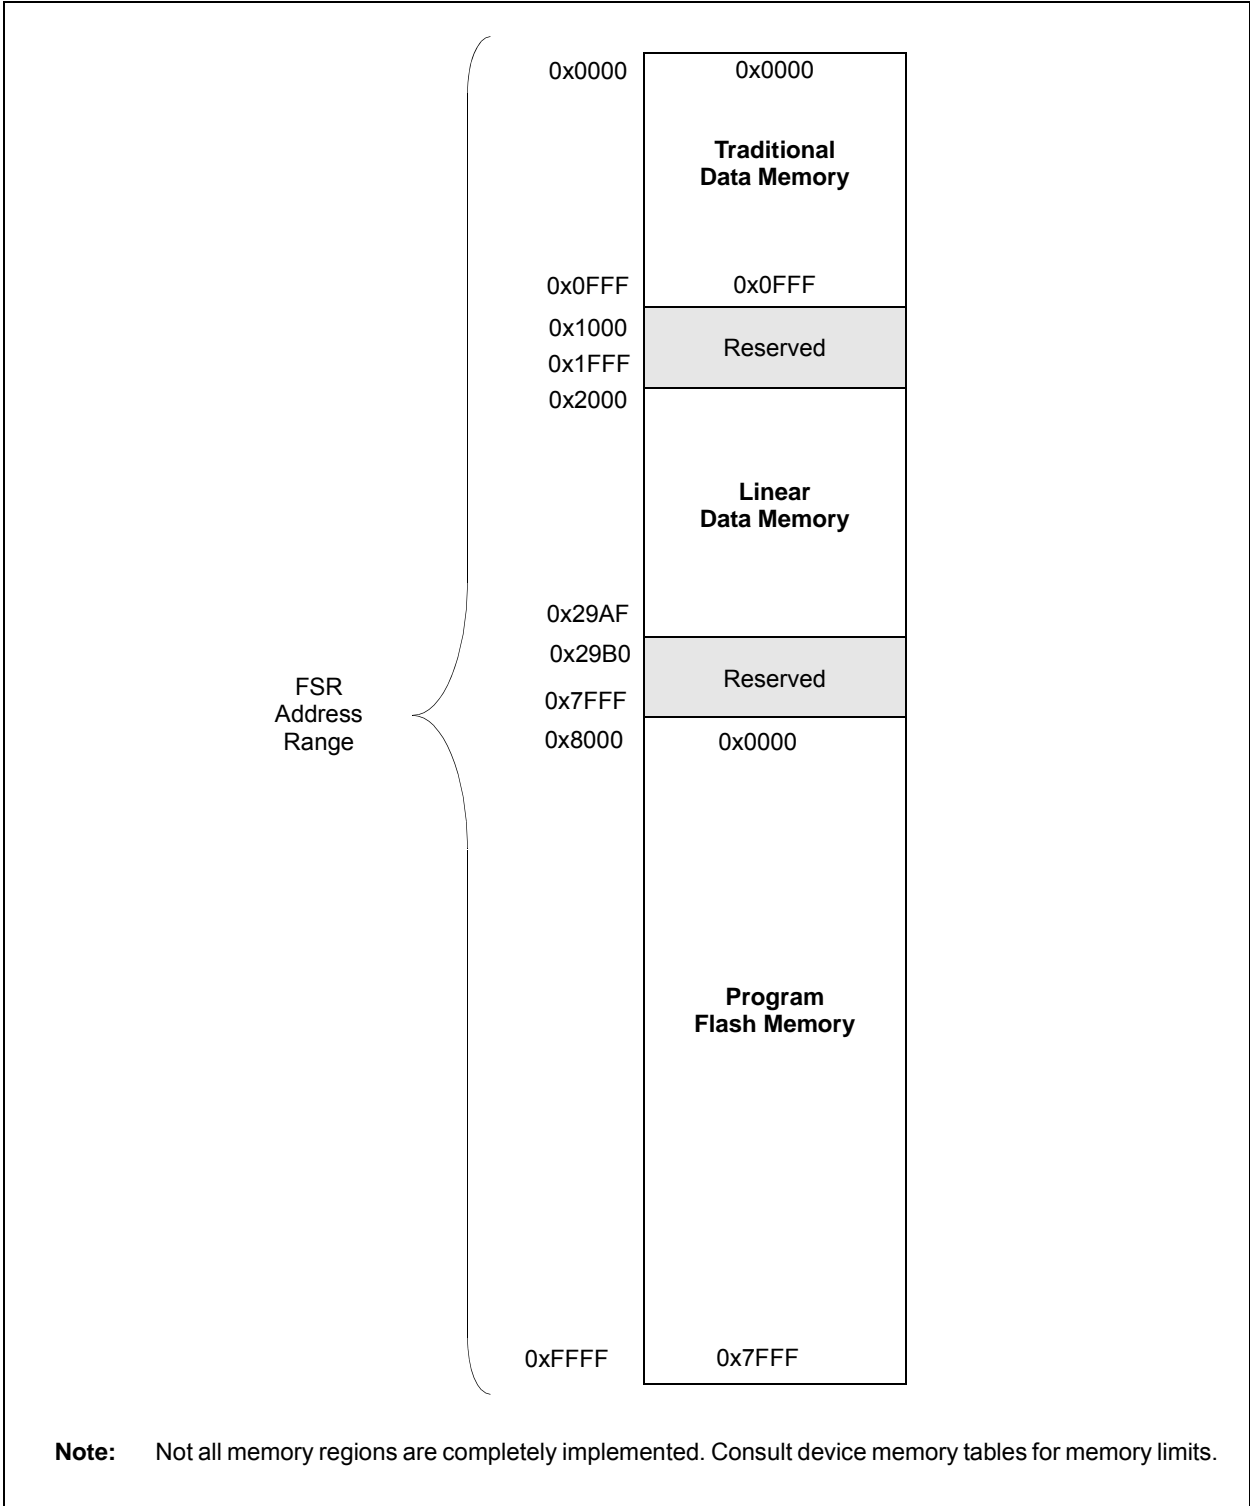 0x0000 0x0000
Traditional
Data Memory
0x0FFF 0x0FFF
0x1000
Reserved
0x1FFF
0x2000
Linear
Data Memory
0x29AF
0x29B0
Reserved
0x7FFF
FSR
Address
Range
0x8000 0x0000
Program
Flash Memory
0xFFFF 0x7FFF
Note: Not all memory regions are completely implemented. Consult device memory tables for memory limits.